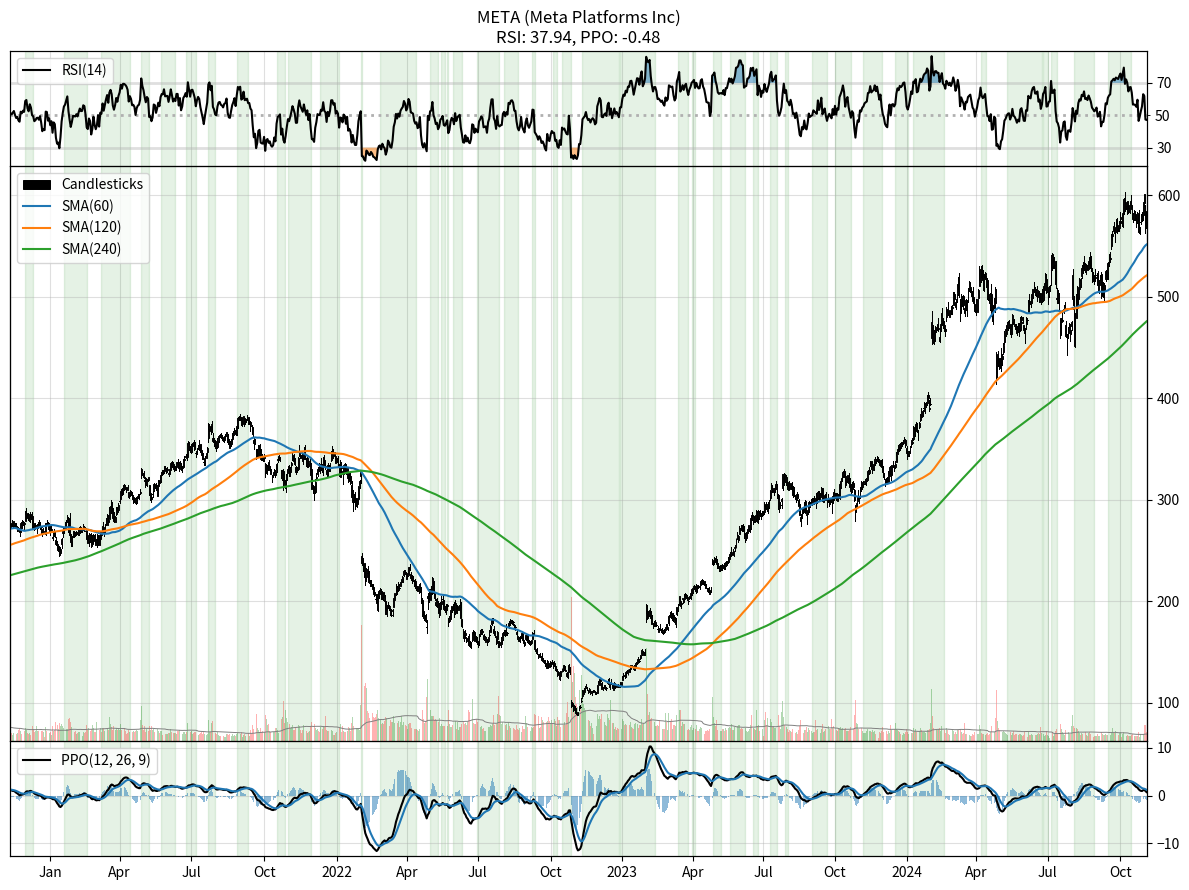 META (Meta Platforms Inc)
RSI: 37.94, PPO: -0.48
RSI(14)
70
50
30
Candlesticks
SMA(60)
SMA(120)
SMA(240)
600
500
400
300
200
100
PPO(12, 26, 9)
10
0
−10
Jan Apr Jul Oct 2022 Apr Jul Oct 2023 Apr Jul Oct 2024 Apr Jul Oct